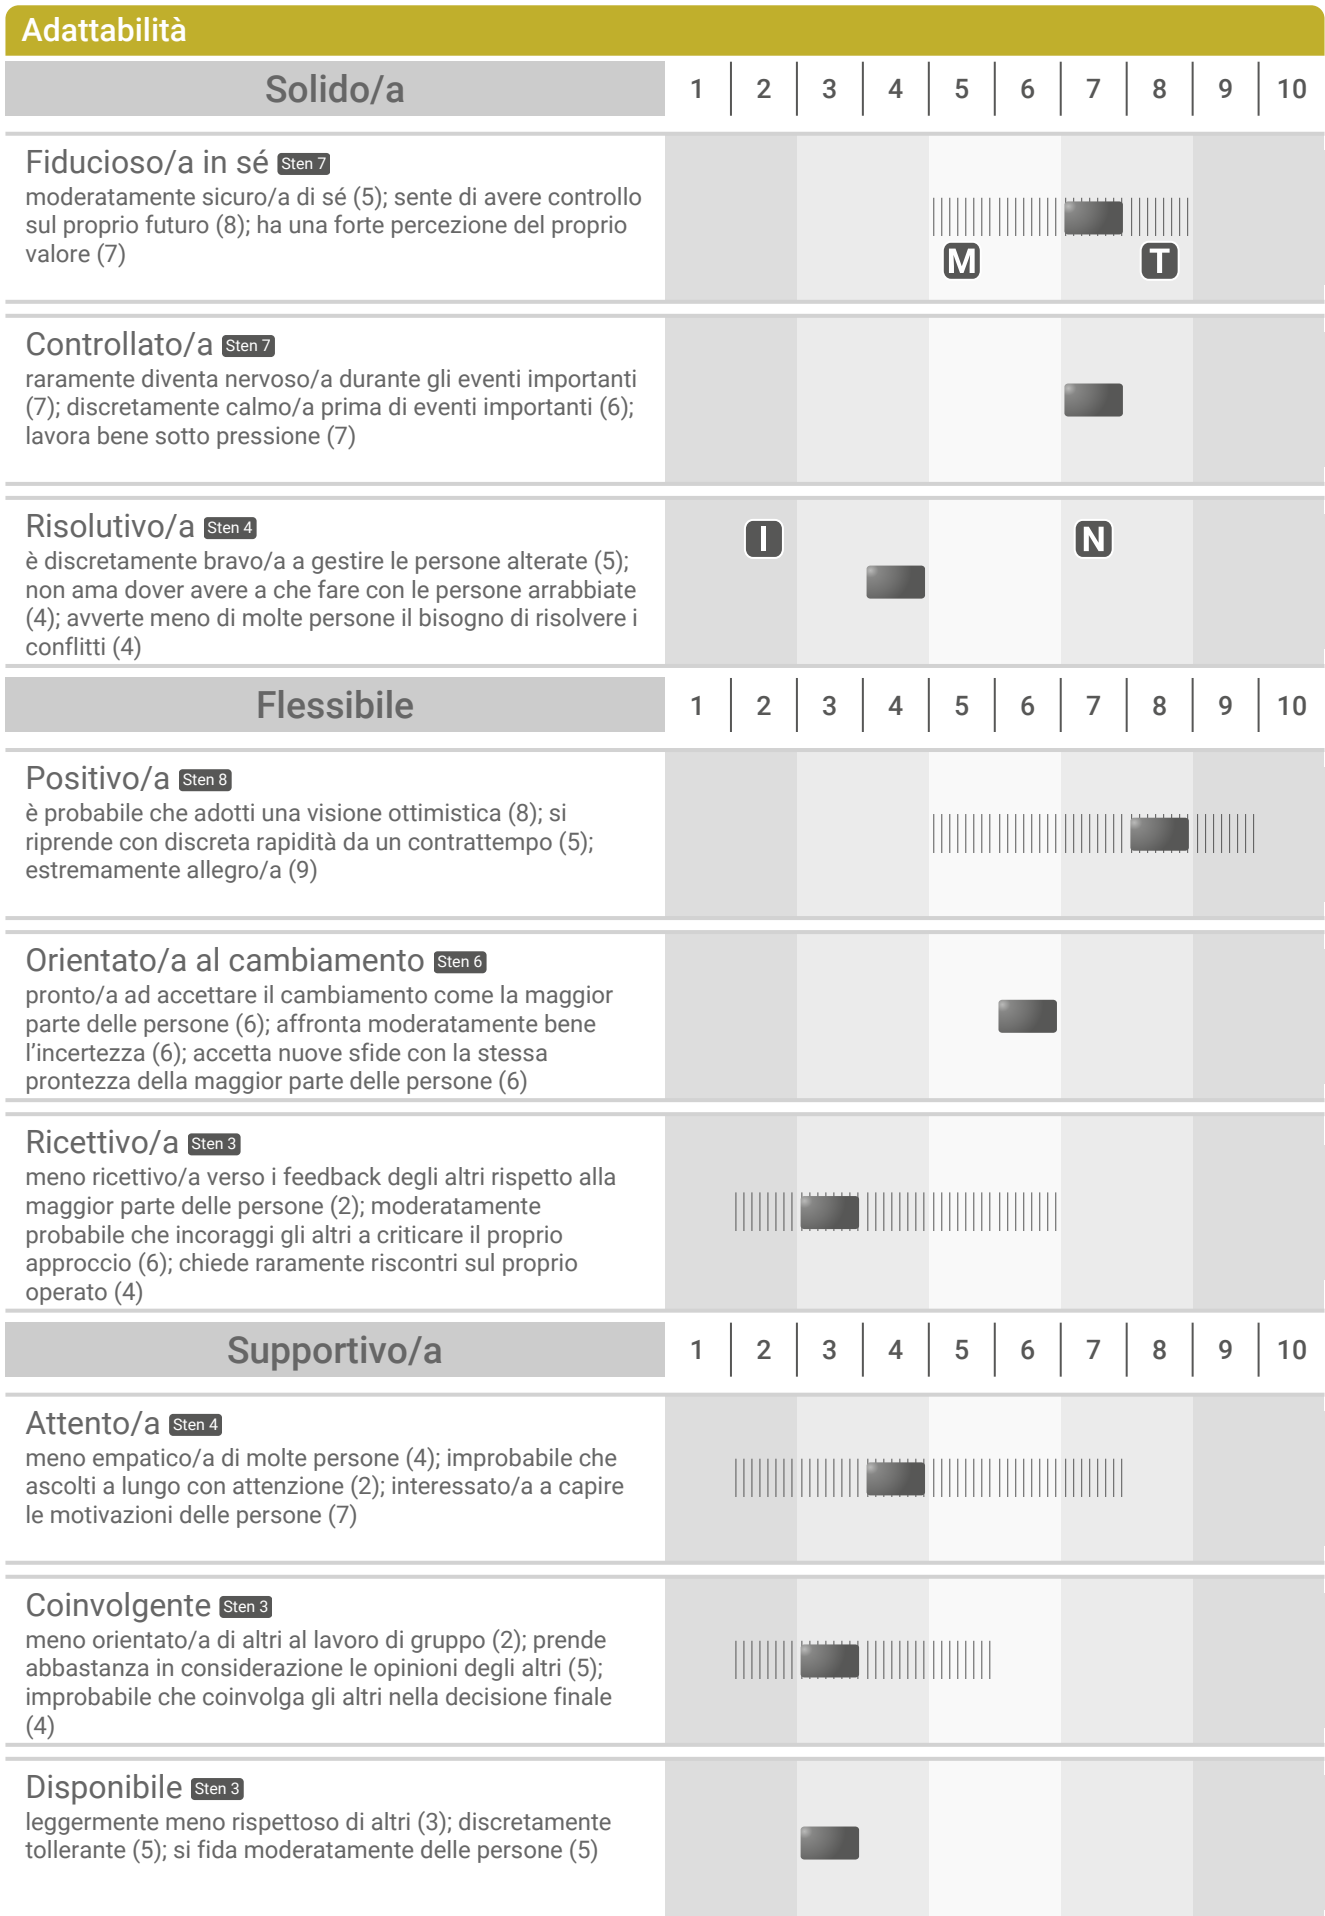 Adattabilità
Solido/a 1 2 3 4 5 6 7 8 9 10
Fiducioso/a in sé Sten 7
moderatamente sicuro/a di sé (5); sente di avere controllo
sul proprio futuro (8); ha una forte percezione del proprio
valore (7)
M T
Controllato/a Sten 7
raramente diventa nervoso/a durante gli eventi importanti
(7); discretamente calmo/a prima di eventi importanti (6);
lavora bene sotto pressione (7)
Risolutivo/a Sten 4
I N
è discretamente bravo/a a gestire le persone alterate (5);
non ama dover avere a che fare con le persone arrabbiate
(4); avverte meno di molte persone il bisogno di risolvere i
conflitti (4)
Flessibile 1 2 3 4 5 6 7 8 9 10
Positivo/a Sten 8
è probabile che adotti una visione ottimistica (8); si
riprende con discreta rapidità da un contrattempo (5);
estremamente allegro/a (9)
Orientato/a al cambiamento Sten 6
pronto/a ad accettare il cambiamento come la maggior
parte delle persone (6); affronta moderatamente bene
l'incertezza (6); accetta nuove sfide con la stessa
prontezza della maggior parte delle persone (6)
Ricettivo/a Sten 3
meno ricettivo/a verso i feedback degli altri rispetto alla
maggior parte delle persone (2); moderatamente
probabile che incoraggi gli altri a criticare il proprio
approccio (6); chiede raramente riscontri sul proprio
operato (4)
Supportivo/a 1 2 3 4 5 6 7 8 9 10
Attento/a Sten 4
meno empatico/a di molte persone (4); improbabile che
ascolti a lungo con attenzione (2); interessato/a a capire
le motivazioni delle persone (7)
Coinvolgente Sten 3
meno orientato/a di altri al lavoro di gruppo (2); prende
abbastanza in considerazione le opinioni degli altri (5);
improbabile che coinvolga gli altri nella decisione finale
(4)
Disponibile Sten 3
leggermente meno rispettoso di altri (3); discretamente
tollerante (5); si fida moderatamente delle persone (5)